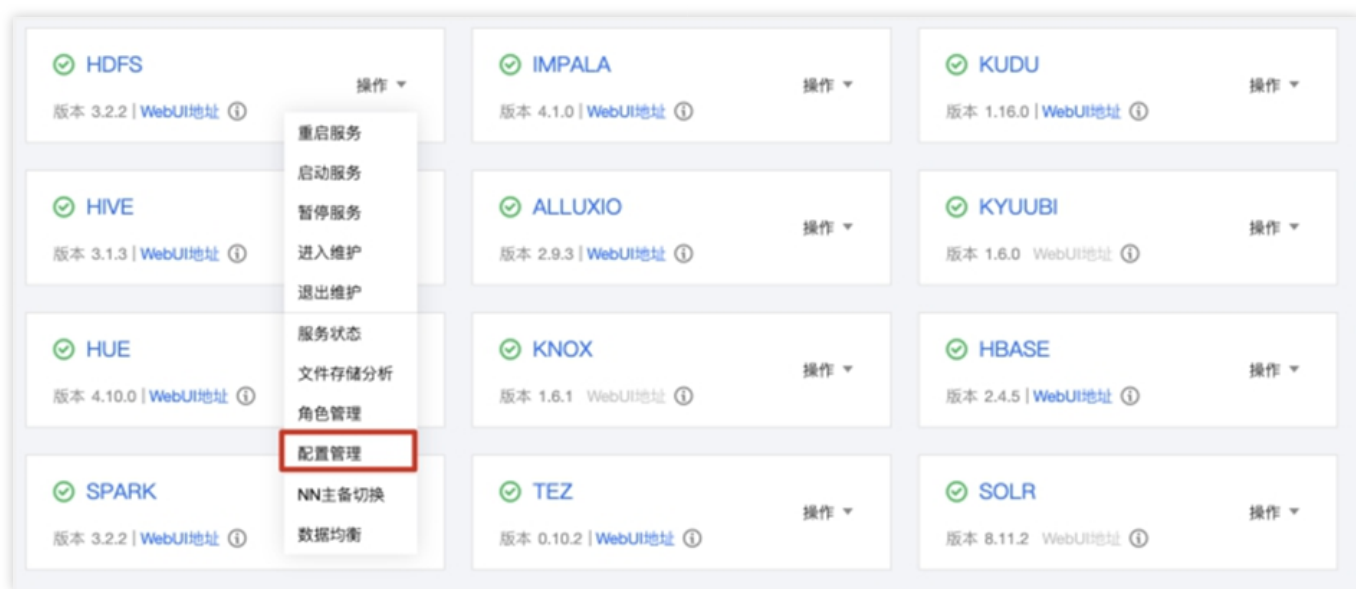 HDFS
操作
版本 3.2.2 | WebUI地址
IMPALA
操作
版本 4.1.0 | WebUI地址
KUDU
操作
版本 1.16.0 | WebUI地址
重启服务
启动服务
暂停服务
进入维护
退出维护
服务状态
文件存储分析
角色管理
配置管理
NN主备切换
数据均衡
HIVE
版本 3.1.3 | WebUI地址
ALLUXIO
操作
版本 2.9.3 | WebUI地址
KYUUBI
操作
版本 1.6.0 WebUI地址
HUE
版本 4.10.0 | WebUI地址
KNOX
操作
版本 1.6.1 WebUI地址
HBASE
操作
版本 2.4.5 | WebUI地址
SPARK
版本 3.2.2 | WebUI地址
TEZ
操作
版本 0.10.2 | WebUI地址
SOLR
操作
版本 8.11.2 WebUI地址